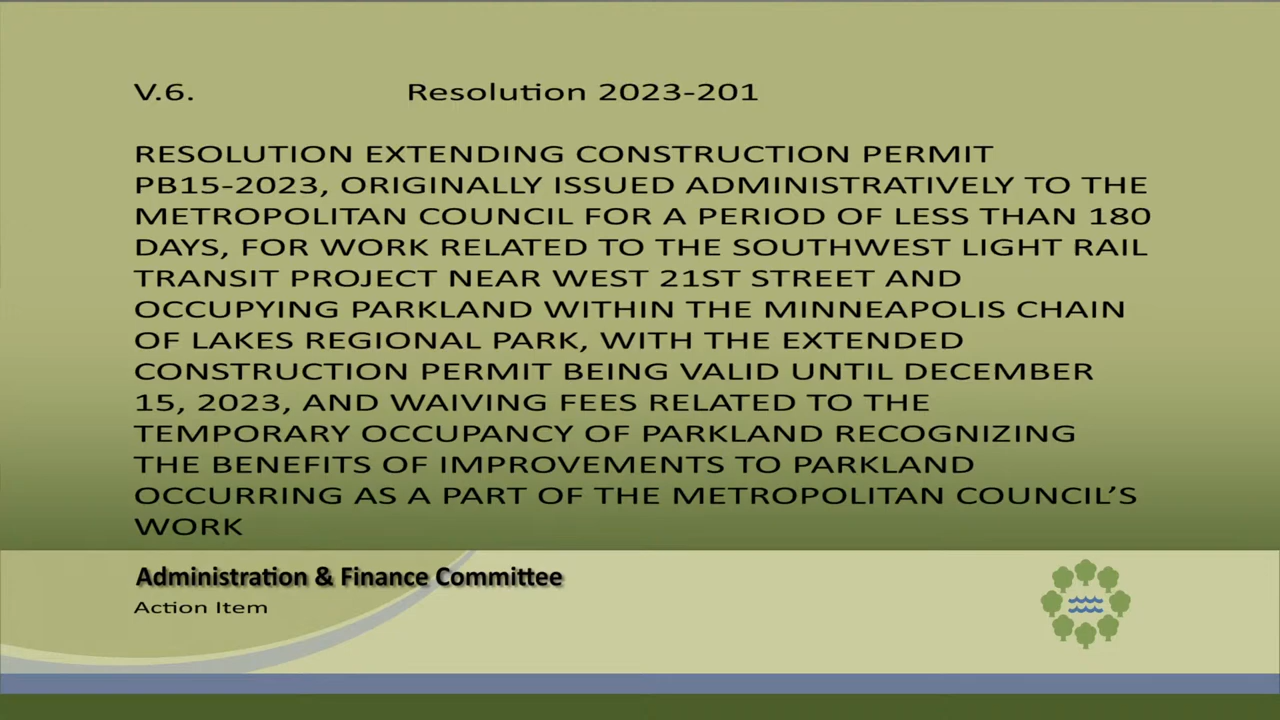 V.6. Resolution 2023-201
RESOLUTION EXTENDING CONSTRUCTION PERMIT
PB15-2023, ORIGINALLY ISSUED ADMINISTRATIVELY TO THE
METROPOLITAN COUNCIL FOR A PERIOD OF LESS THAN 180
DAYS, FOR WORK RELATED TO THE SOUTHWEST LIGHT RAIL
TRANSIT PROJECT NEAR WEST 21ST STREET AND
OCCUPYING PARKLAND WITHIN THE MINNEAPOLIS CHAIN
OF LAKES REGIONAL PARK, WITH THE EXTENDED
CONSTRUCTION PERMIT BEING VALID UNTIL DECEMBER
15, 2023, AND WAIVING FEES RELATED TO THE
TEMPORARY OCCUPANCY OF PARKLAND RECOGNIZING
THE BENEFITS OF IMPROVEMENTS TO PARKLAND
OCCURRING AS A PART OF THE METROPOLITAN COUNCIL’S
WORK
Administration & Finance Committee
Action Item